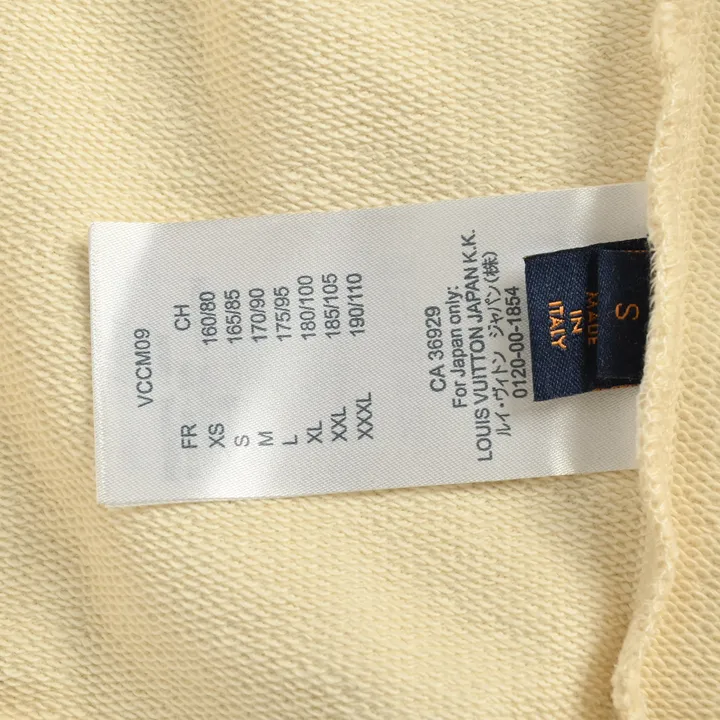 VCCM09
FR CH
XS 160/80
S 165/85
M 170/90
L 175/95
XL 180/100
XXL 185/105
XXXL 190/110
CA 36929
For Japan only:
LOUIS VUITTON JAPAN K.K.
ルイ・ヴィトン ジャパン(株)
0120-00-1854
MADE
IN
ITALY
S